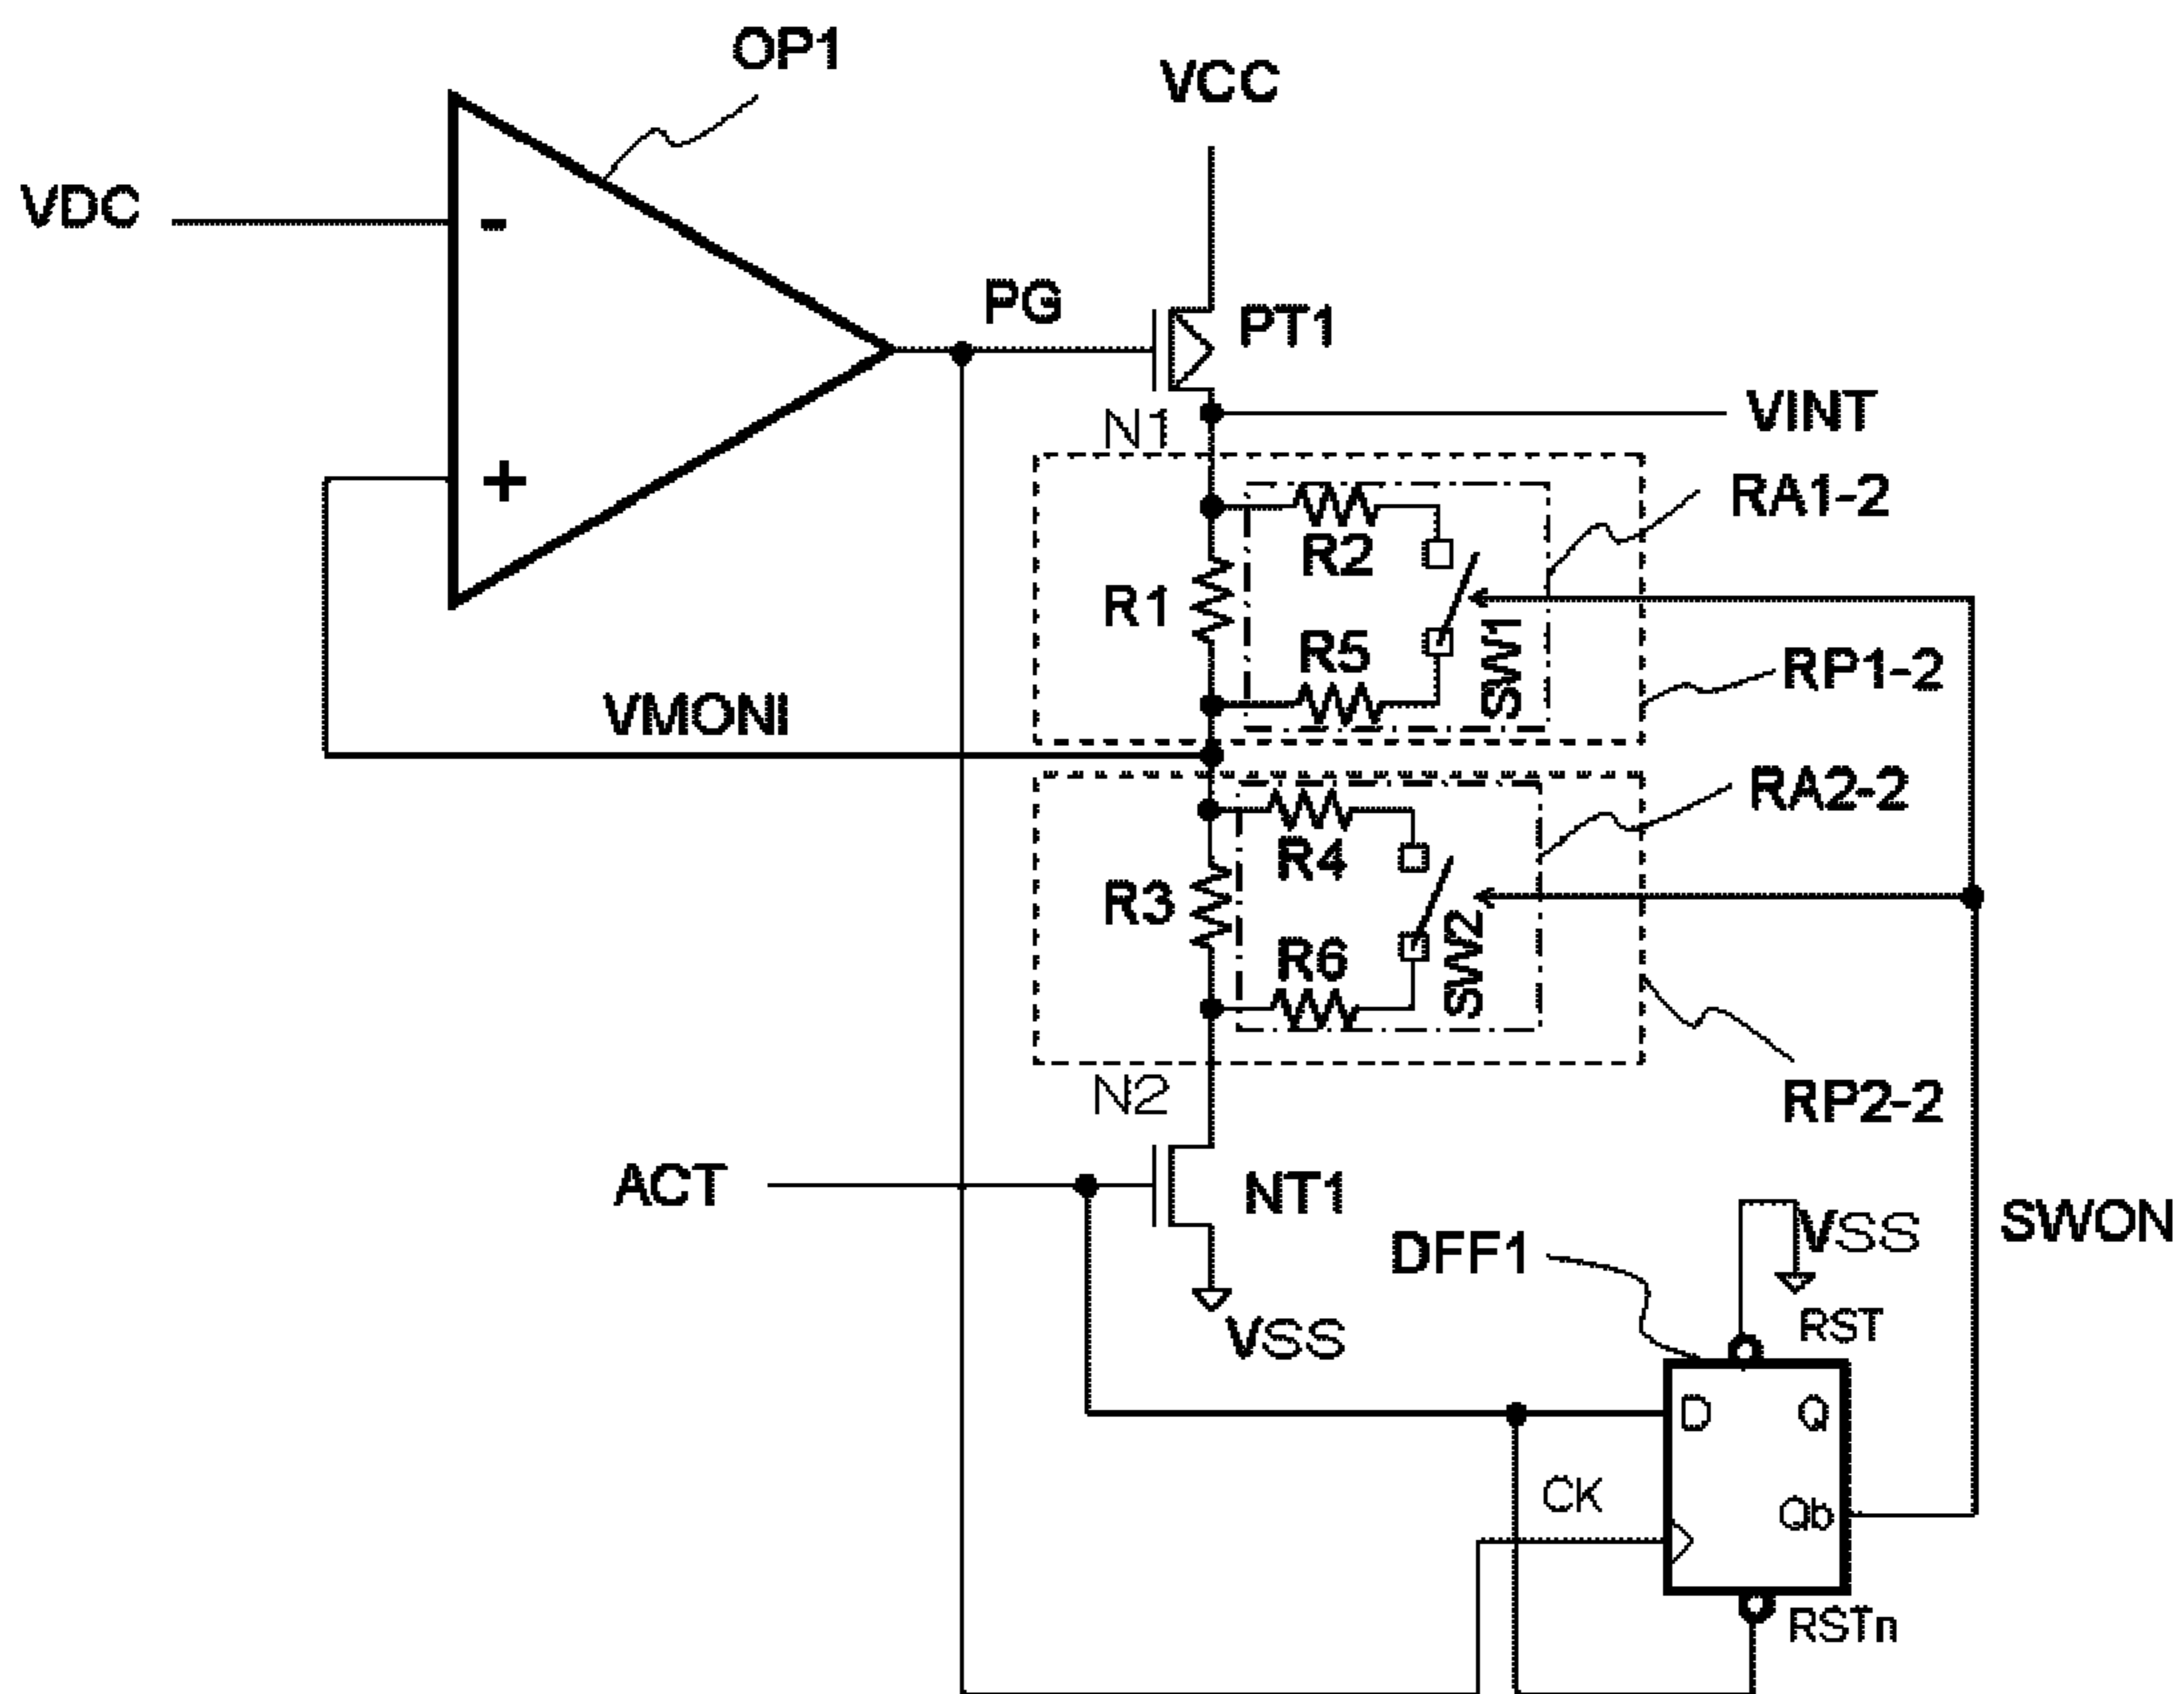 OP1
VCC
VDC
-
PG
PT1
N1
VINT
+
RA1-2
R2
R1
SW1
R5
RP1-2
VMONI
RA2-2
R4
R3
SW2
R6
N2
RP2-2
ACT
NT1
VSS
SWON
DFF1
RST
VSS
D
Q
CK
Qb
RSTn